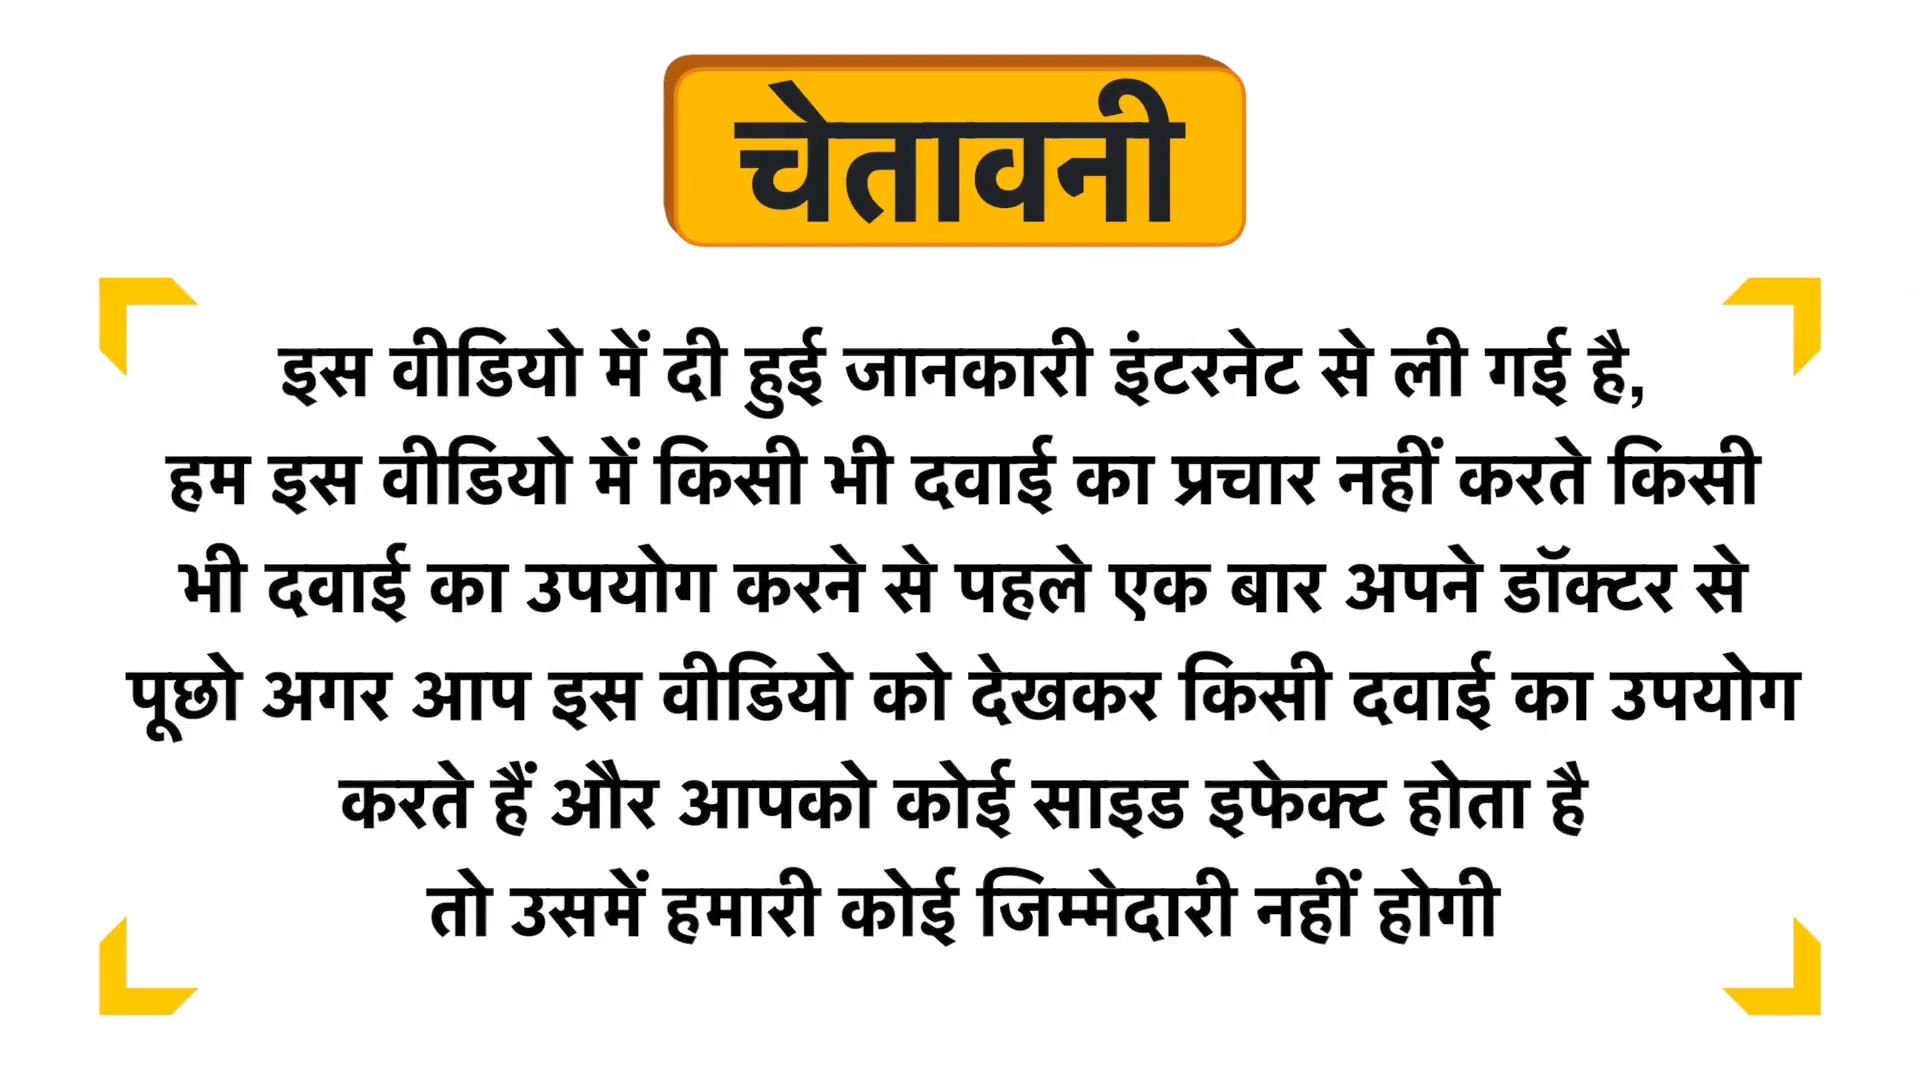 चेतावनी
इस वीडियो में दी हुई जानकारी इंटरनेट से ली गई है,
हम इस वीडियो में किसी भी दवाई का प्रचार नहीं करते किसी
भी दवाई का उपयोग करने से पहले एक बार अपने डॉक्टर से
पूछो अगर आप इस वीडियो को देखकर किसी दवाई का उपयोग
करते हैं और आपको कोई साइड इफेक्ट होता है
तो उसमें हमारी कोई जिम्मेदारी नहीं होगी